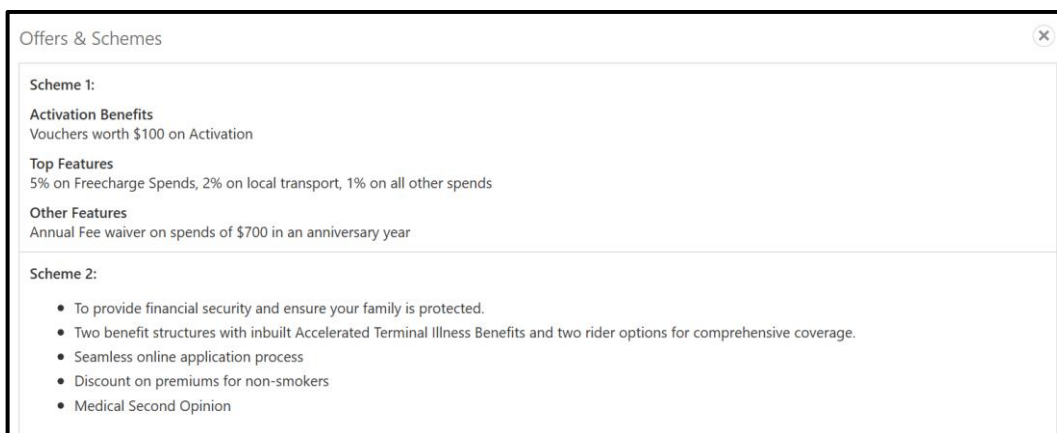 Offers & Schemes
Scheme 1:
Activation Benefits
Vouchers worth $100 on Activation
Top Features
5% on Freecharge Spends, 2% on local transport, 1% on all other spends
Other Features
Annual Fee waiver on spends of $700 in an anniversary year
Scheme 2:
• To provide financial security and ensure your family is protected.
• Two benefit structures with inbuilt Accelerated Terminal Illness Benefits and two rider options for comprehensive coverage.
• Seamless online application process
• Discount on premiums for non-smokers
• Medical Second Opinion